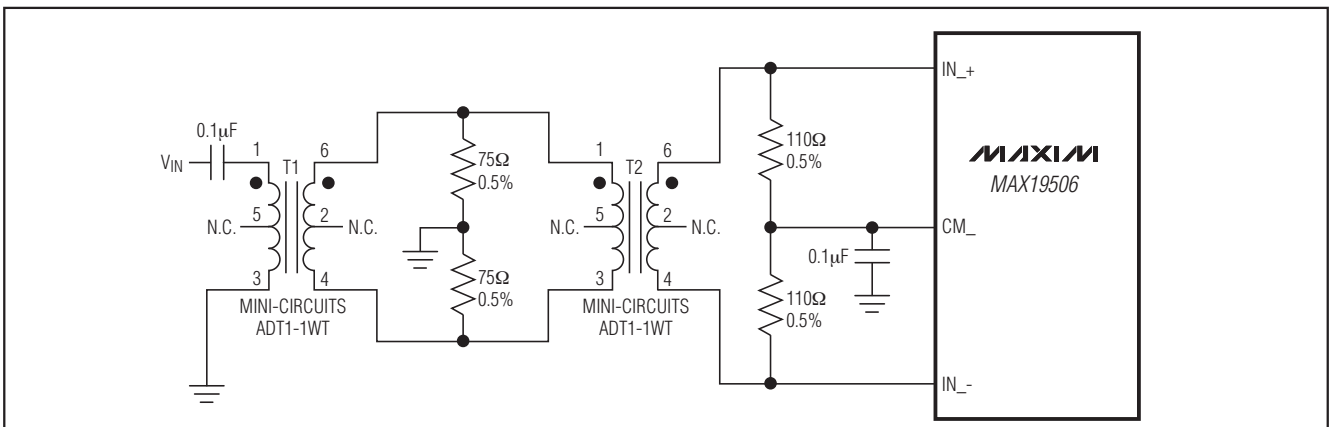 0.1μF
VIN
1
T1
6
5
N.C.
2
N.C.
3
4
MINI-CIRCUITS
ADT1-1WT
75Ω
0.5%
75Ω
0.5%
1
T2
6
5
N.C.
2
N.C.
3
4
MINI-CIRCUITS
ADT1-1WT
110Ω
0.5%
0.1μF
110Ω
0.5%
IN_+
MAXIM
MAX19506
CM_
IN_-